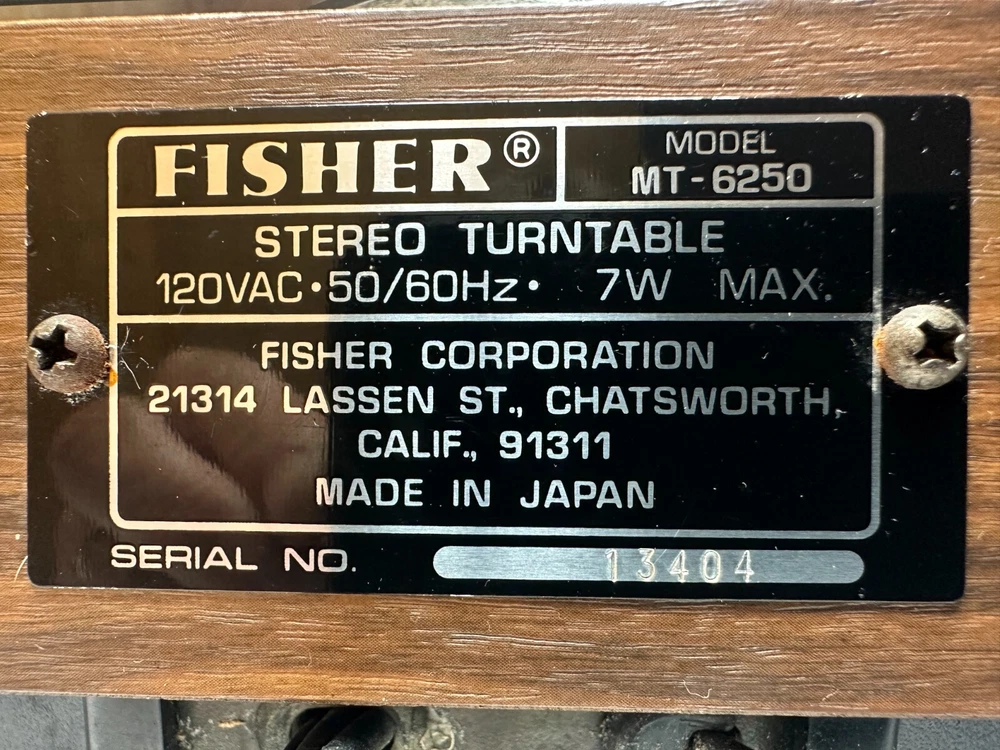 FISHER®
MODEL
MT-6250
STEREO TURNTABLE
120VAC•50/60Hz• 7W MAX.
FISHER CORPORATION
21314 LASSEN ST., CHATSWORTH,
CALIF., 91311
MADE IN JAPAN
SERIAL NO. 13404